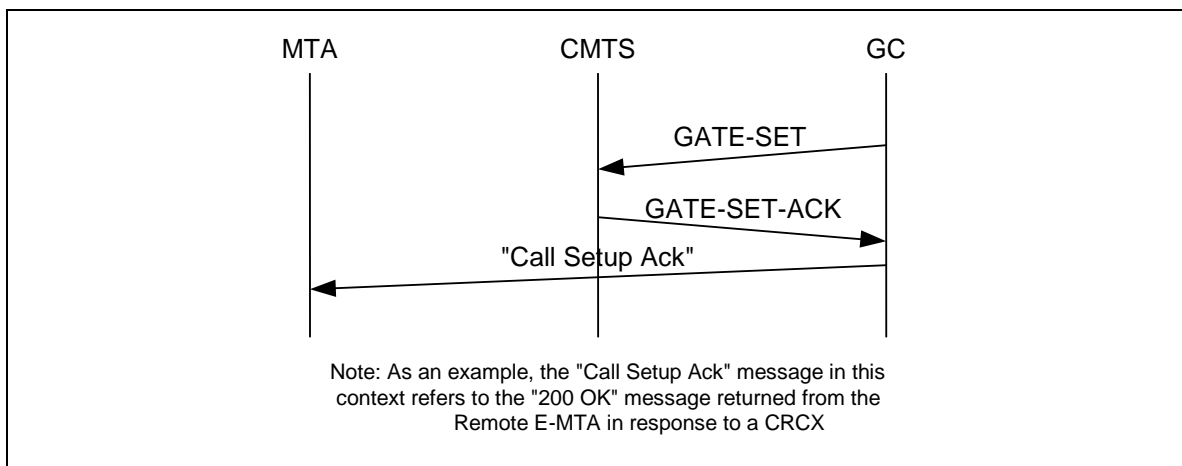 MTA CMTS GC
GATE-SET
GATE-SET-ACK
"Call Setup Ack"
Note: As an example, the "Call Setup Ack" message in this
context refers to the "200 OK" message returned from the
Remote E-MTA in response to a CRCX